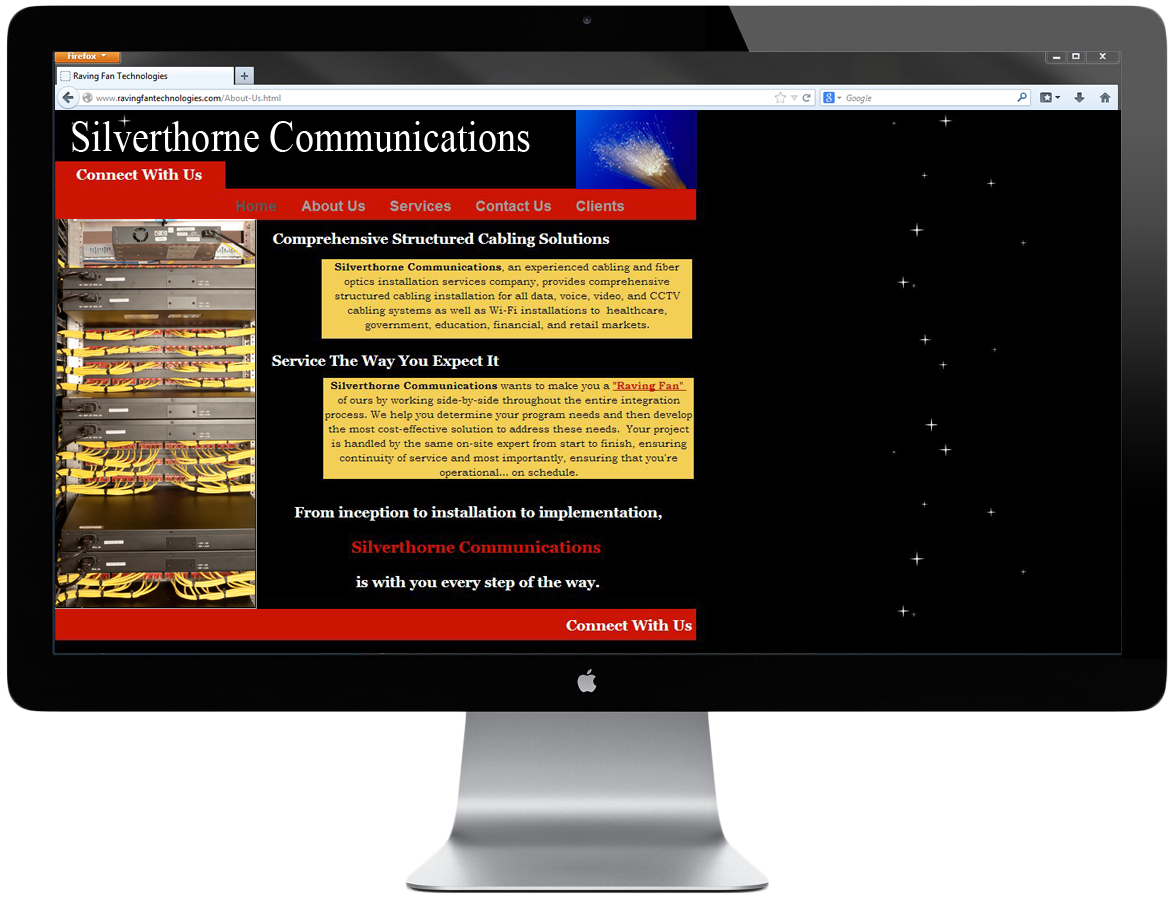 Firefox
Raving Fan Technologies
www.ravingfantechnologies.com/About-Us.html
Google
Silverthorne Communications
Connect With Us
Home About Us Services Contact Us Clients
Comprehensive Structured Cabling Solutions
Silverthorne Communications, an experienced cabling and fiber
optics installation services company, provides comprehensive
structured cabling installation for all data, voice, video, and CCTV
cabling systems as well as Wi-Fi installations to healthcare,
government, education, financial, and retail markets.
Service The Way You Expect It
Silverthorne Communications wants to make you a "Raving Fan"
of ours by working side-by-side throughout the entire integration
process. We help you determine your program needs and then develop
the most cost-effective solution to address these needs. Your project
is handled by the same on-site expert from start to finish, ensuring
continuity of service and most importantly, ensuring that you're
operational... on schedule.
From inception to installation to implementation,
Silverthorne Communications
is with you every step of the way.
Connect With Us